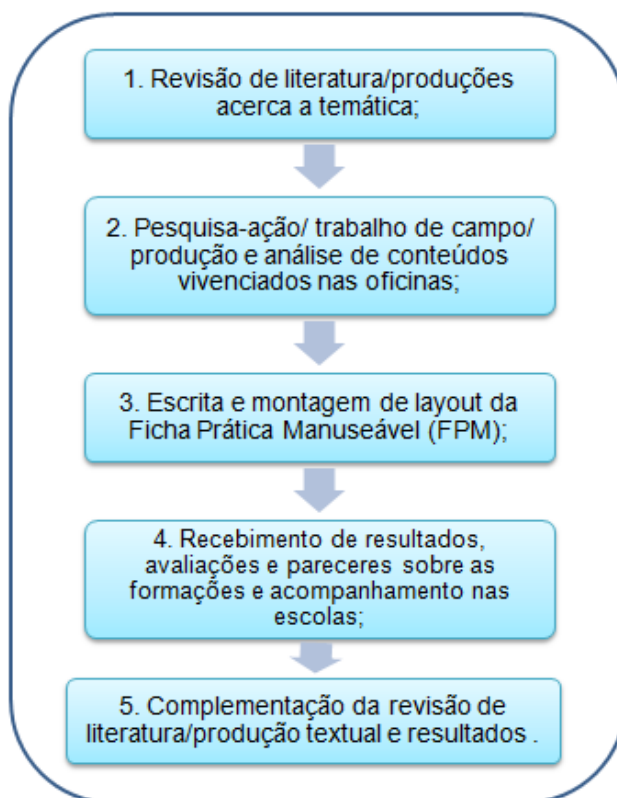 1. Revisão de literatura/produções
acerca a temática;
2. Pesquisa-ação/ trabalho de campo/
produção e análise de conteúdos
vivenciados nas oficinas;
3. Escrita e montagem de layout da
Ficha Prática Manuseável (FPM);
4. Recebimento de resultados,
avaliações e pareceres sobre as
formações e acompanhamento nas
escolas;
5. Complementação da revisão de
literatura/produção textual e resultados .